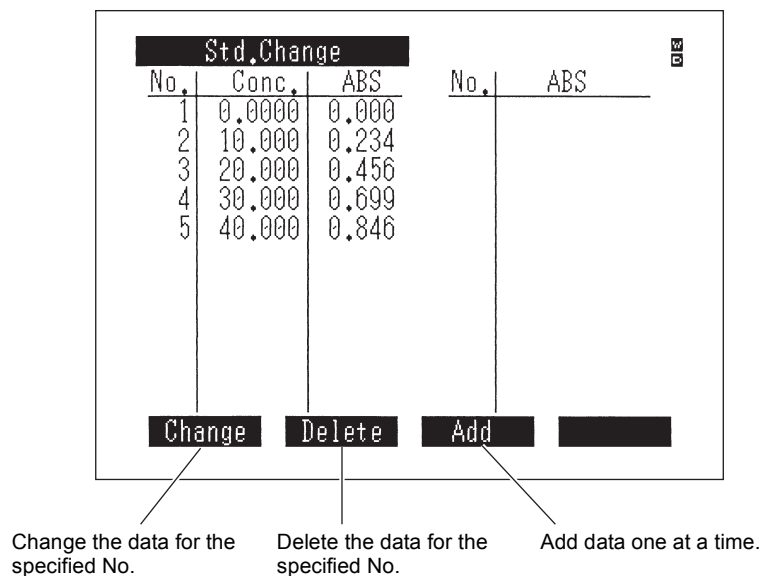 Std.Change
No. Conc. ABS No. ABS
1 0.0000 0.000
2 10.000 0.234
3 20.000 0.456
4 30.000 0.699
5 40.000 0.846
Change Delete Add
Change the data for the specified No.
Delete the data for the specified No.
Add data one at a time.